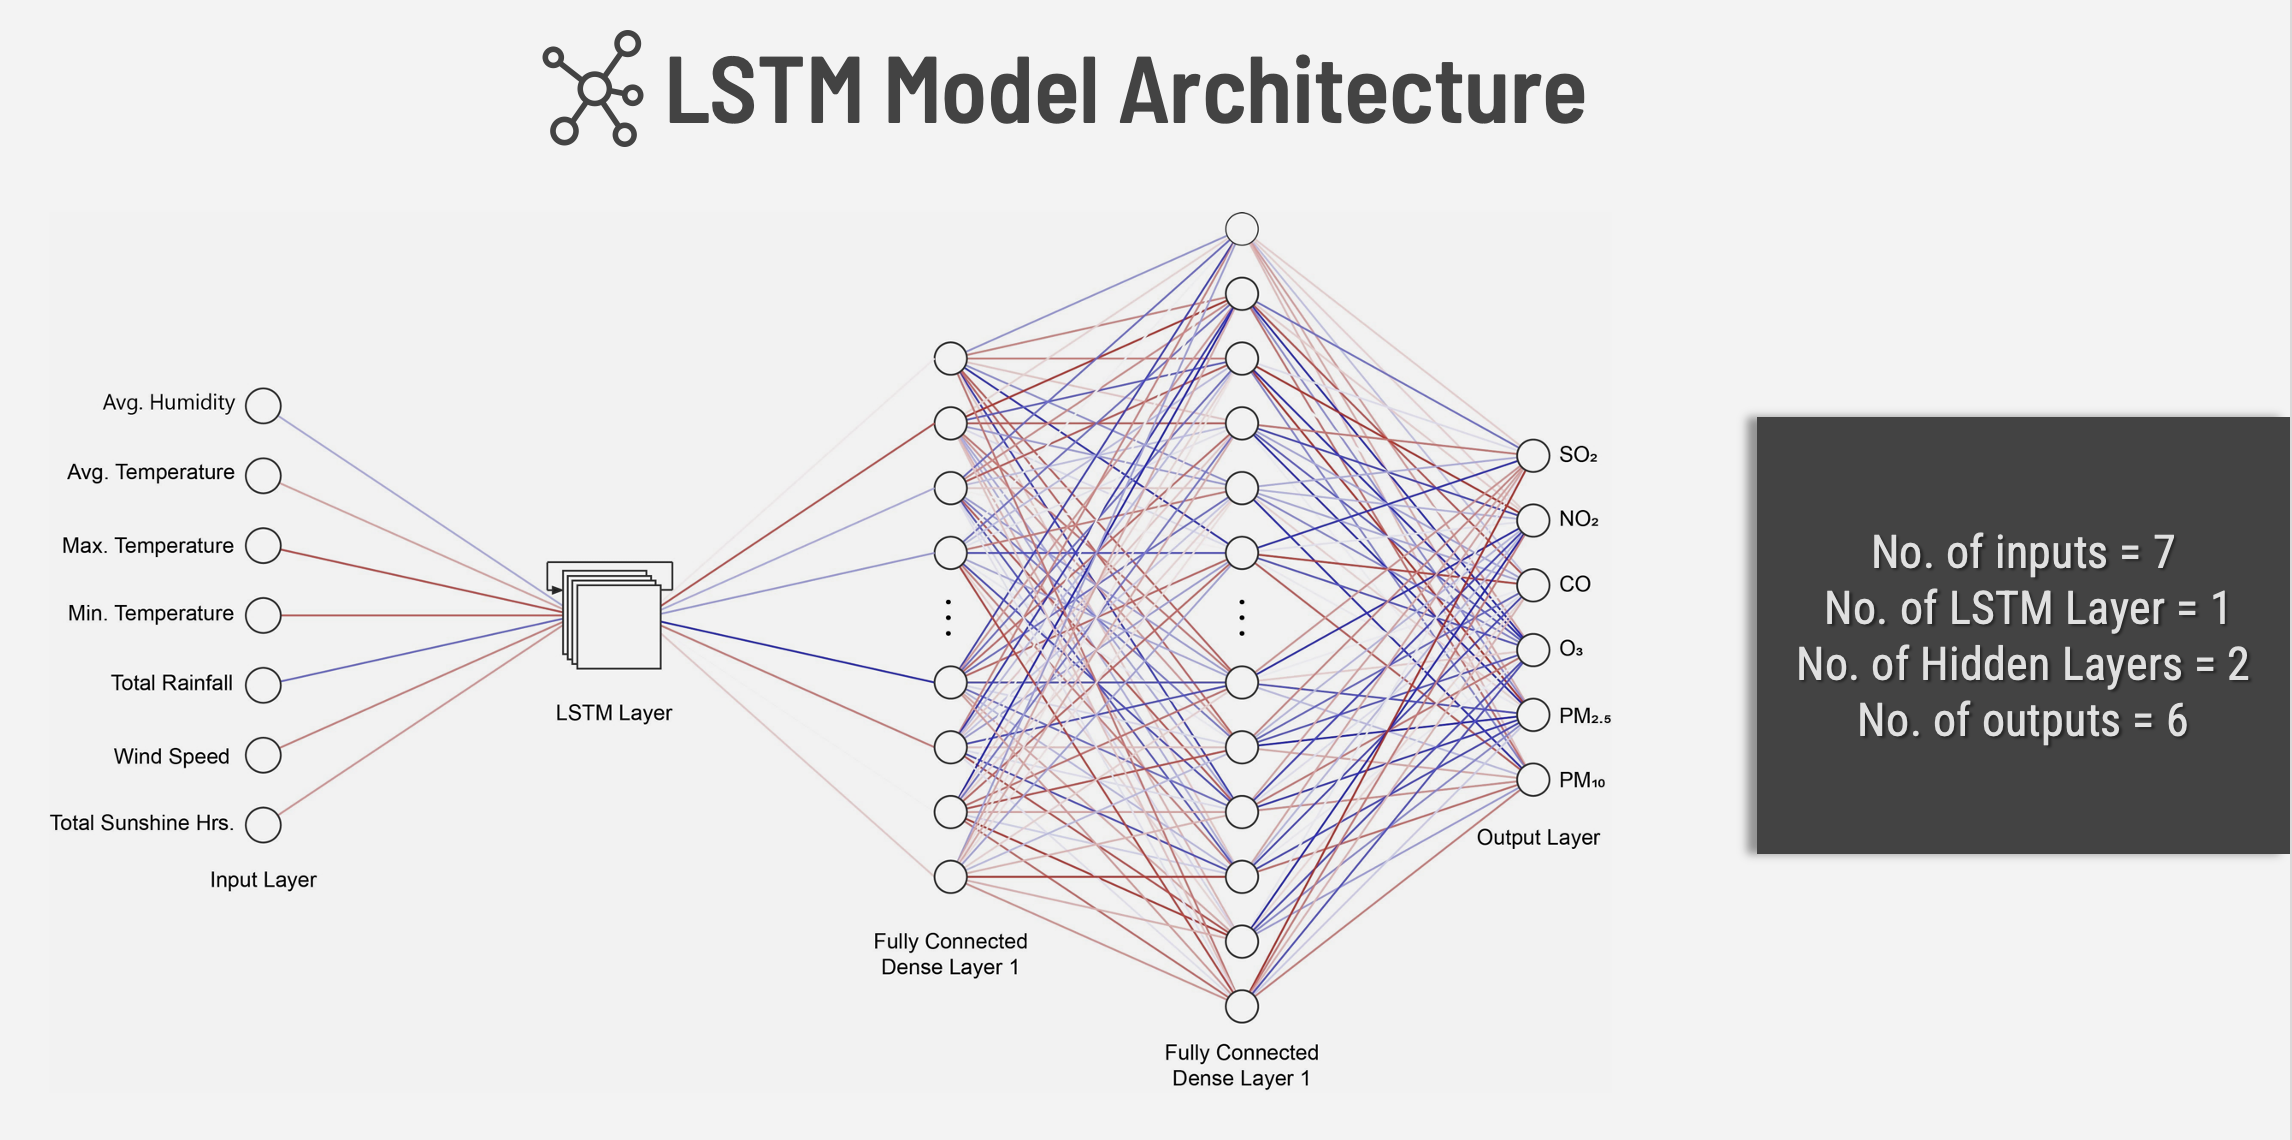 LSTM Model Architecture
Avg. Humidity
Avg. Temperature
Max. Temperature
Min. Temperature
Total Rainfall
Wind Speed
Total Sunshine Hrs.
Input Layer
LSTM Layer
Fully Connected
Dense Layer 1
Fully Connected
Dense Layer 1
SO₂
NO₂
CO
O₃
PM₂.₅
PM₁₀
Output Layer
No. of inputs = 7
No. of LSTM Layer = 1
No. of Hidden Layers = 2
No. of outputs = 6